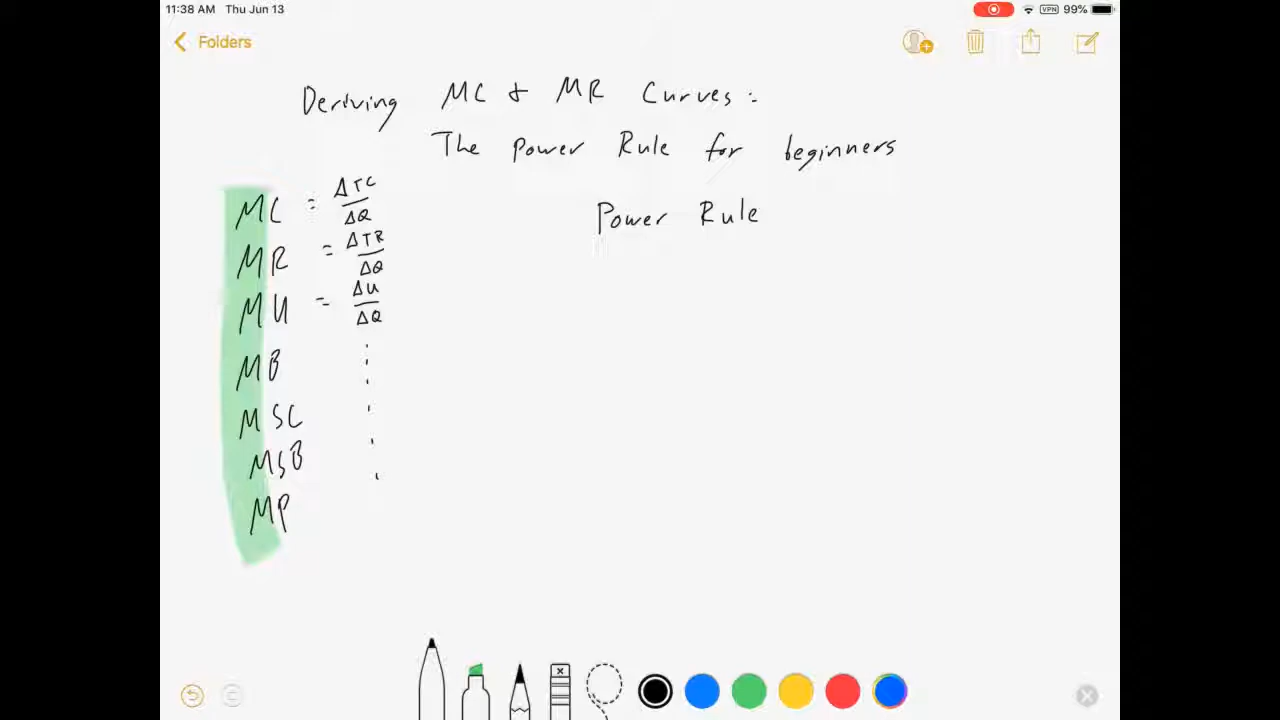 11:38 AM Thu Jun 13
VPN 99%
Folders
Deriving MC & MR Curves:
The Power Rule for beginners
MC = ΔTC/ΔQ
Power Rule
MR = ΔTR/ΔQ
MU = ΔU/ΔQ
MB
MSC
MSB
MP